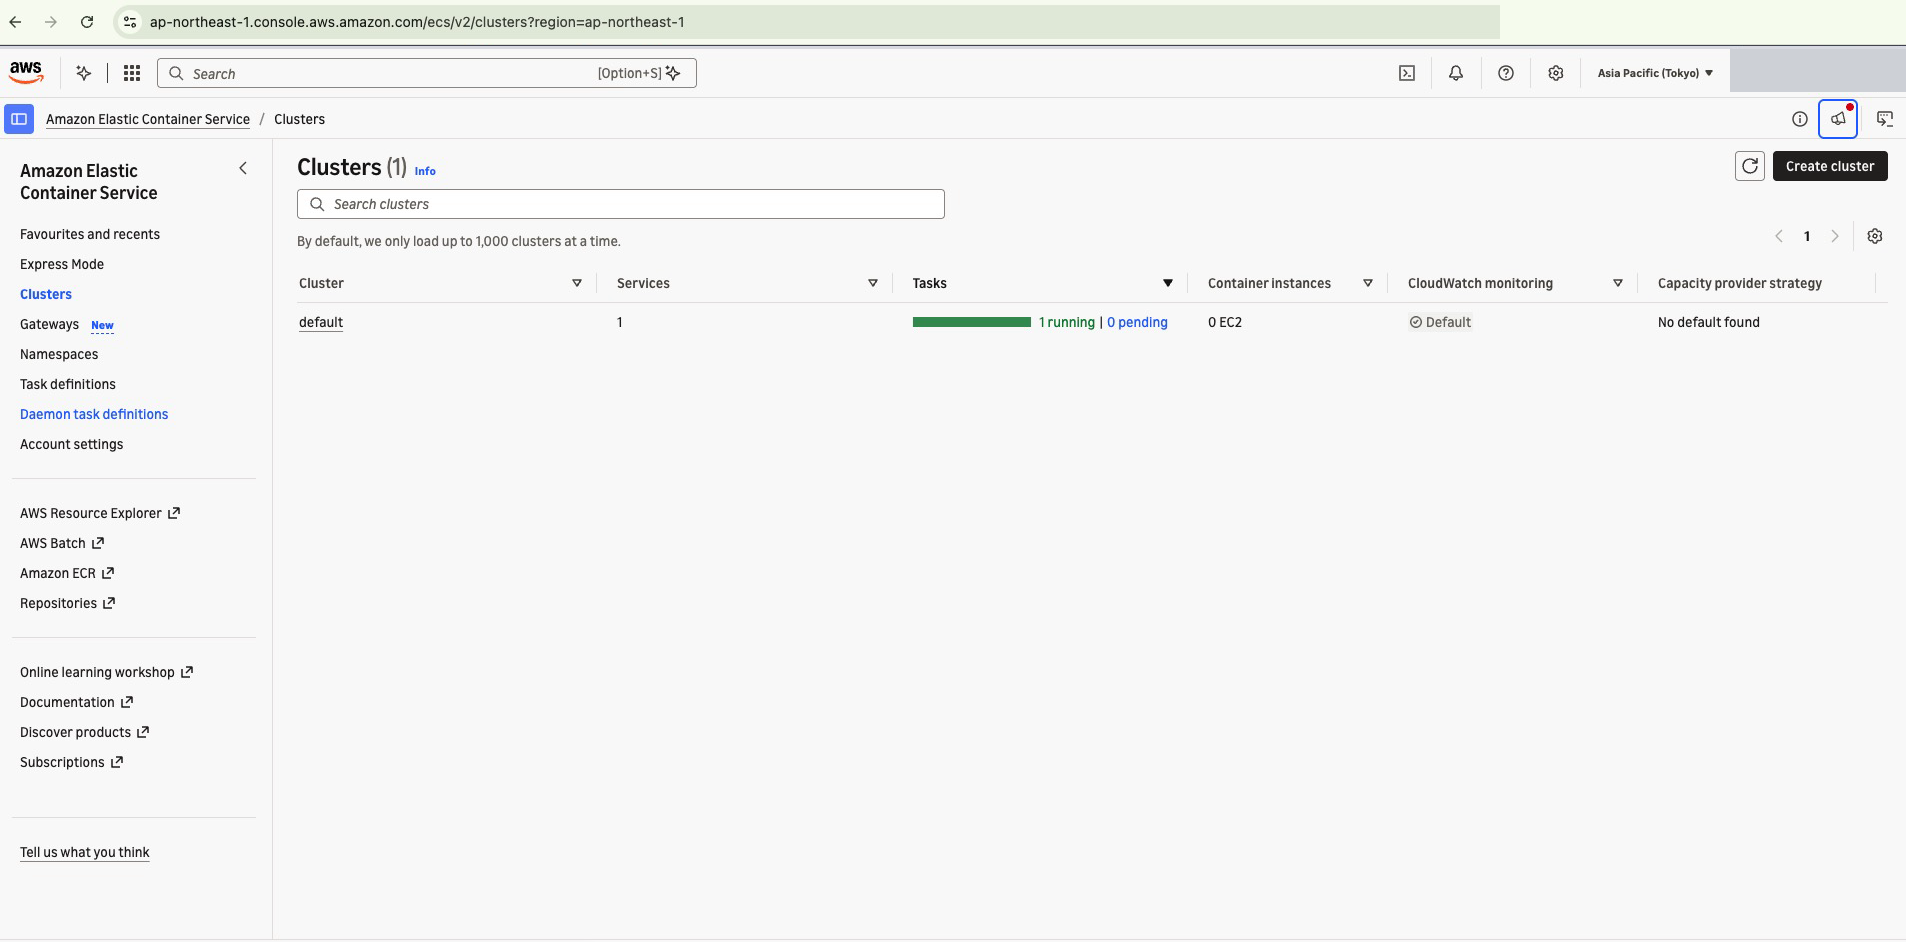 ap-northeast-1.console.aws.amazon.com/ecs/v2/clusters?region=ap-northeast-1
aws
Search
[Option+S]
Asia Pacific (Tokyo)
Amazon Elastic Container Service / Clusters
Amazon Elastic
Container Service
Favourites and recents
Express Mode
Clusters
Gateways New
Namespaces
Task definitions
Daemon task definitions
Account settings
AWS Resource Explorer
AWS Batch
Amazon ECR
Repositories
Online learning workshop
Documentation
Discover products
Subscriptions
Tell us what you think
Clusters (1) Info
Create cluster
Search clusters
By default, we only load up to 1,000 clusters at a time.
1
Cluster Services Tasks Container instances CloudWatch monitoring Capacity provider strategy
default 1 1 running | 0 pending 0 EC2 Default No default found